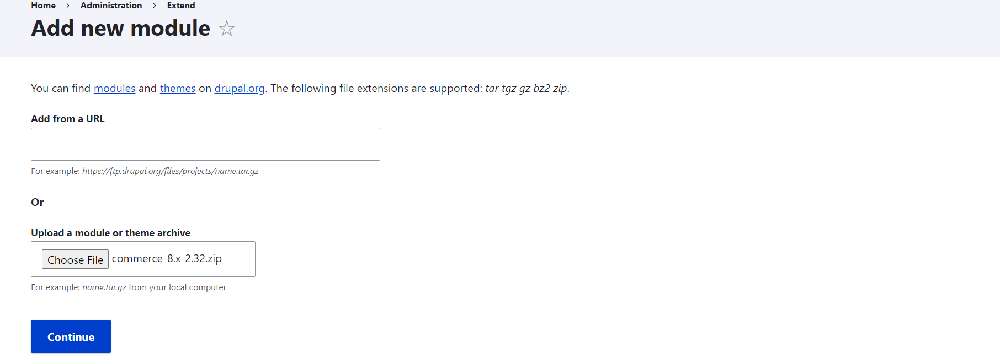 Home > Administration > Extend
Add new module ☆
You can find modules and themes on drupal.org. The following file extensions are supported: tar tgz gz bz2 zip.
Add from a URL
For example: https://ftp.drupal.org/files/projects/name.tar.gz
Or
Upload a module or theme archive
Choose File commerce-8.x-2.32.zip
For example: name.tar.gz from your local computer
Continue